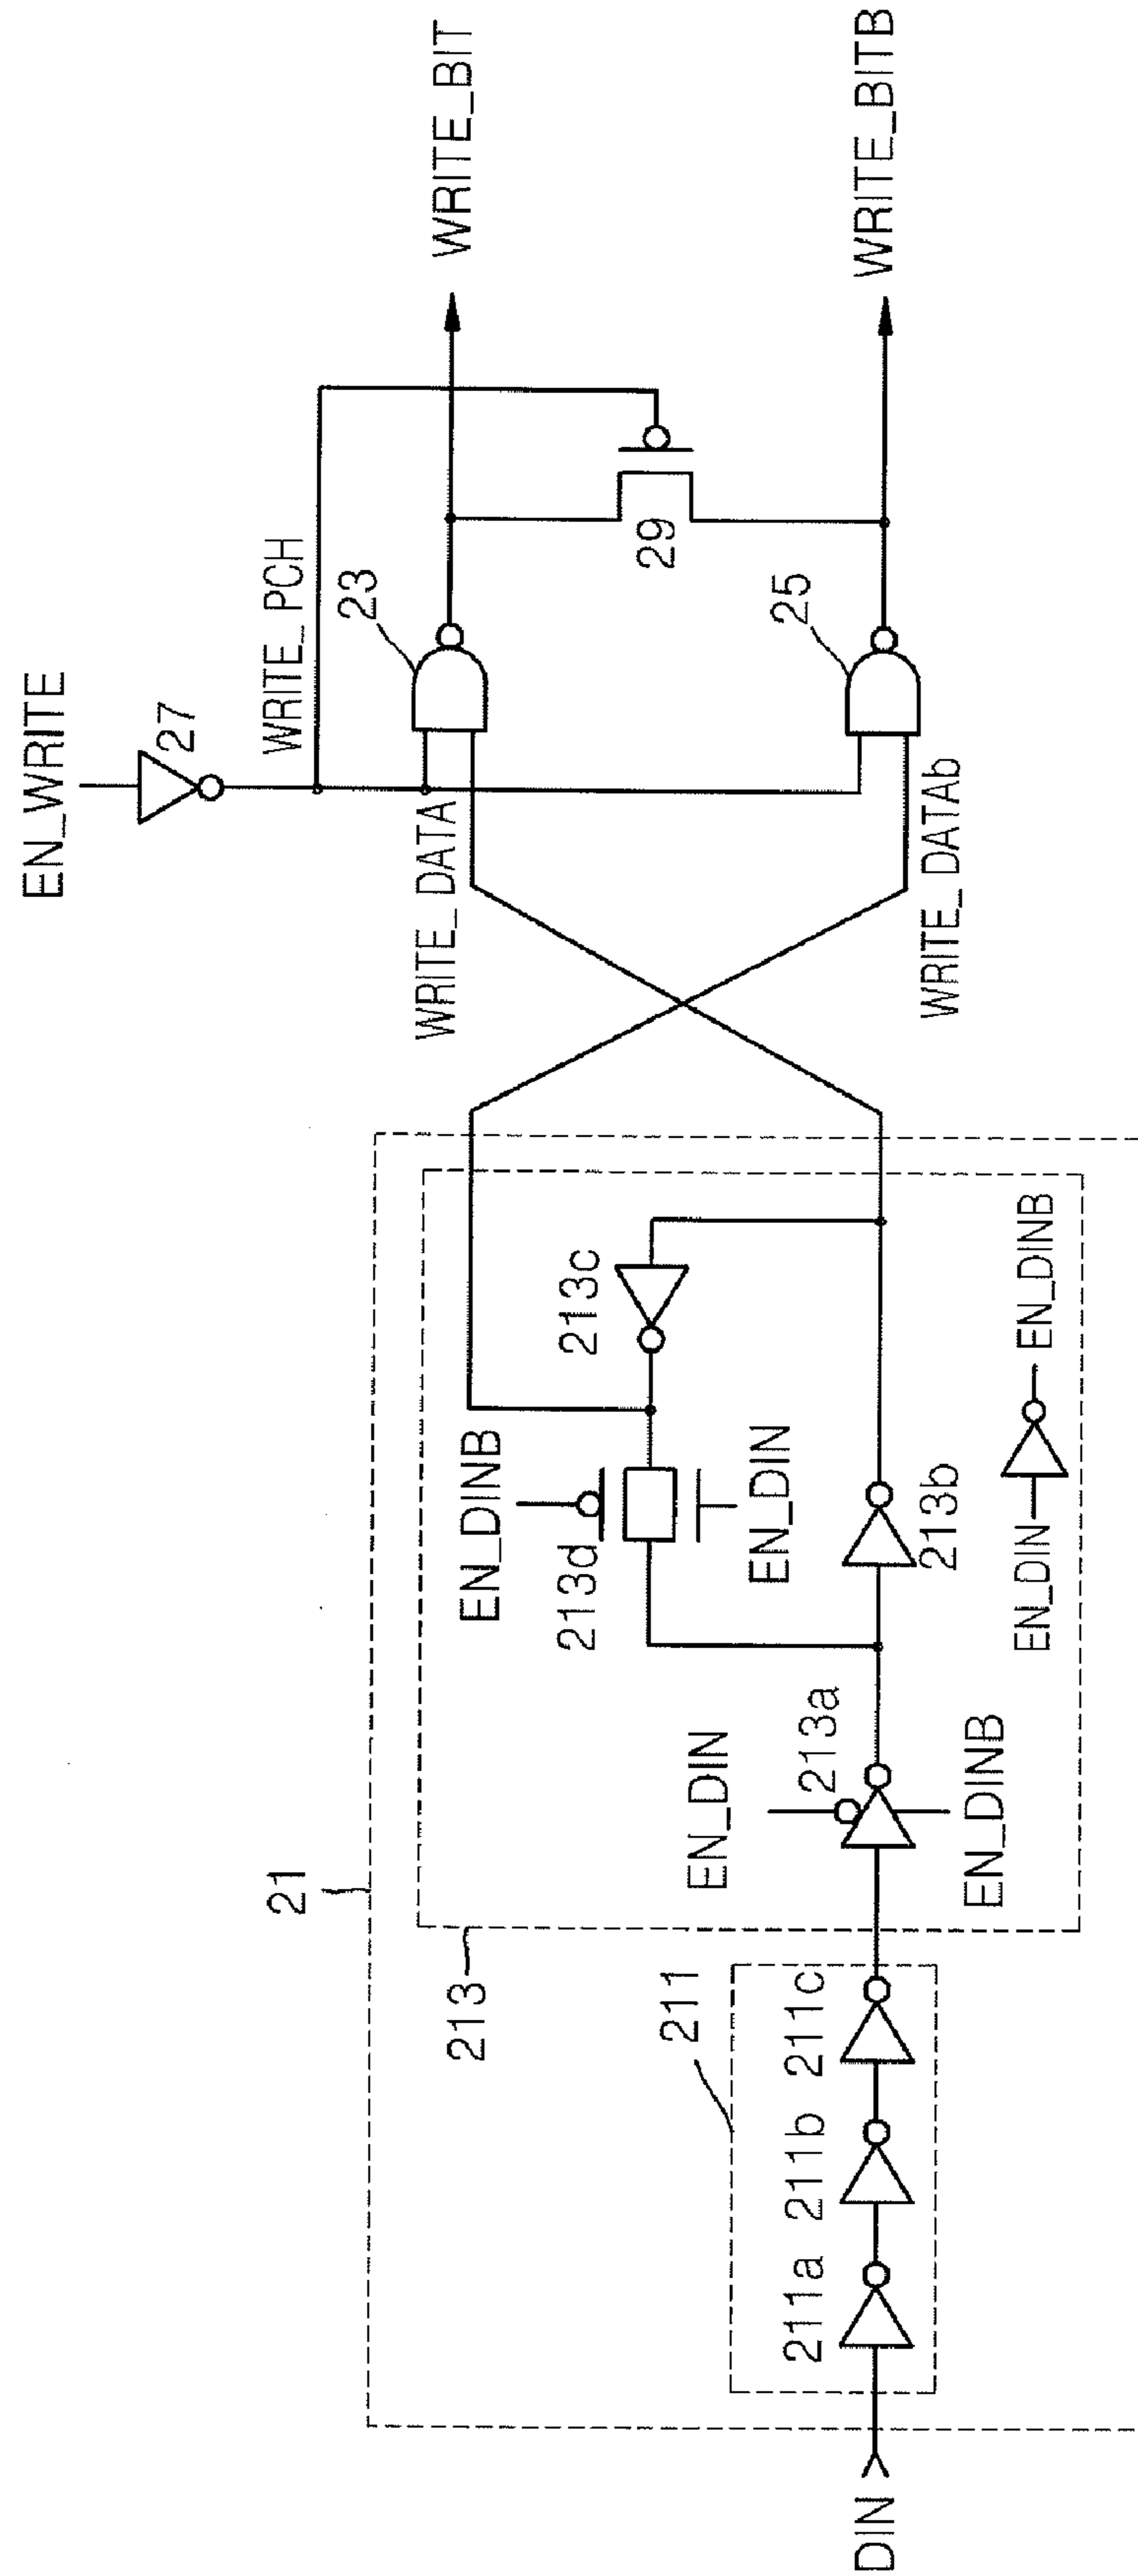 EN_WRITE
27
WRITE_PCH
WRITE_BIT
23
WRITE_DATA
29
25
WRITE_BITB
WRITE_DATAb
21
213
EN_DINB
213d
213c
EN_DIN
EN_DIN
213a
213b
EN_DINB
EN_DIN
EN_DINB
211
211a
211b
211c
DIN